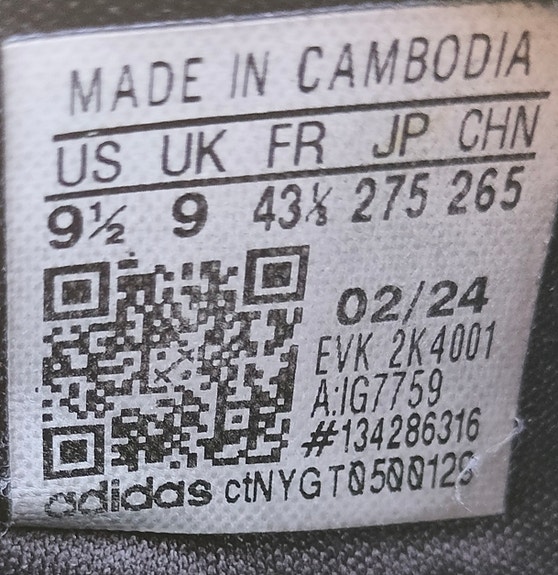 MADE IN CAMBODIA
US UK FR JP CHN
9½ 9 43⅓ 275 265
02/24
EVK 2K4001
A:IG7759
#134286316
adidas ctNYGT0500129